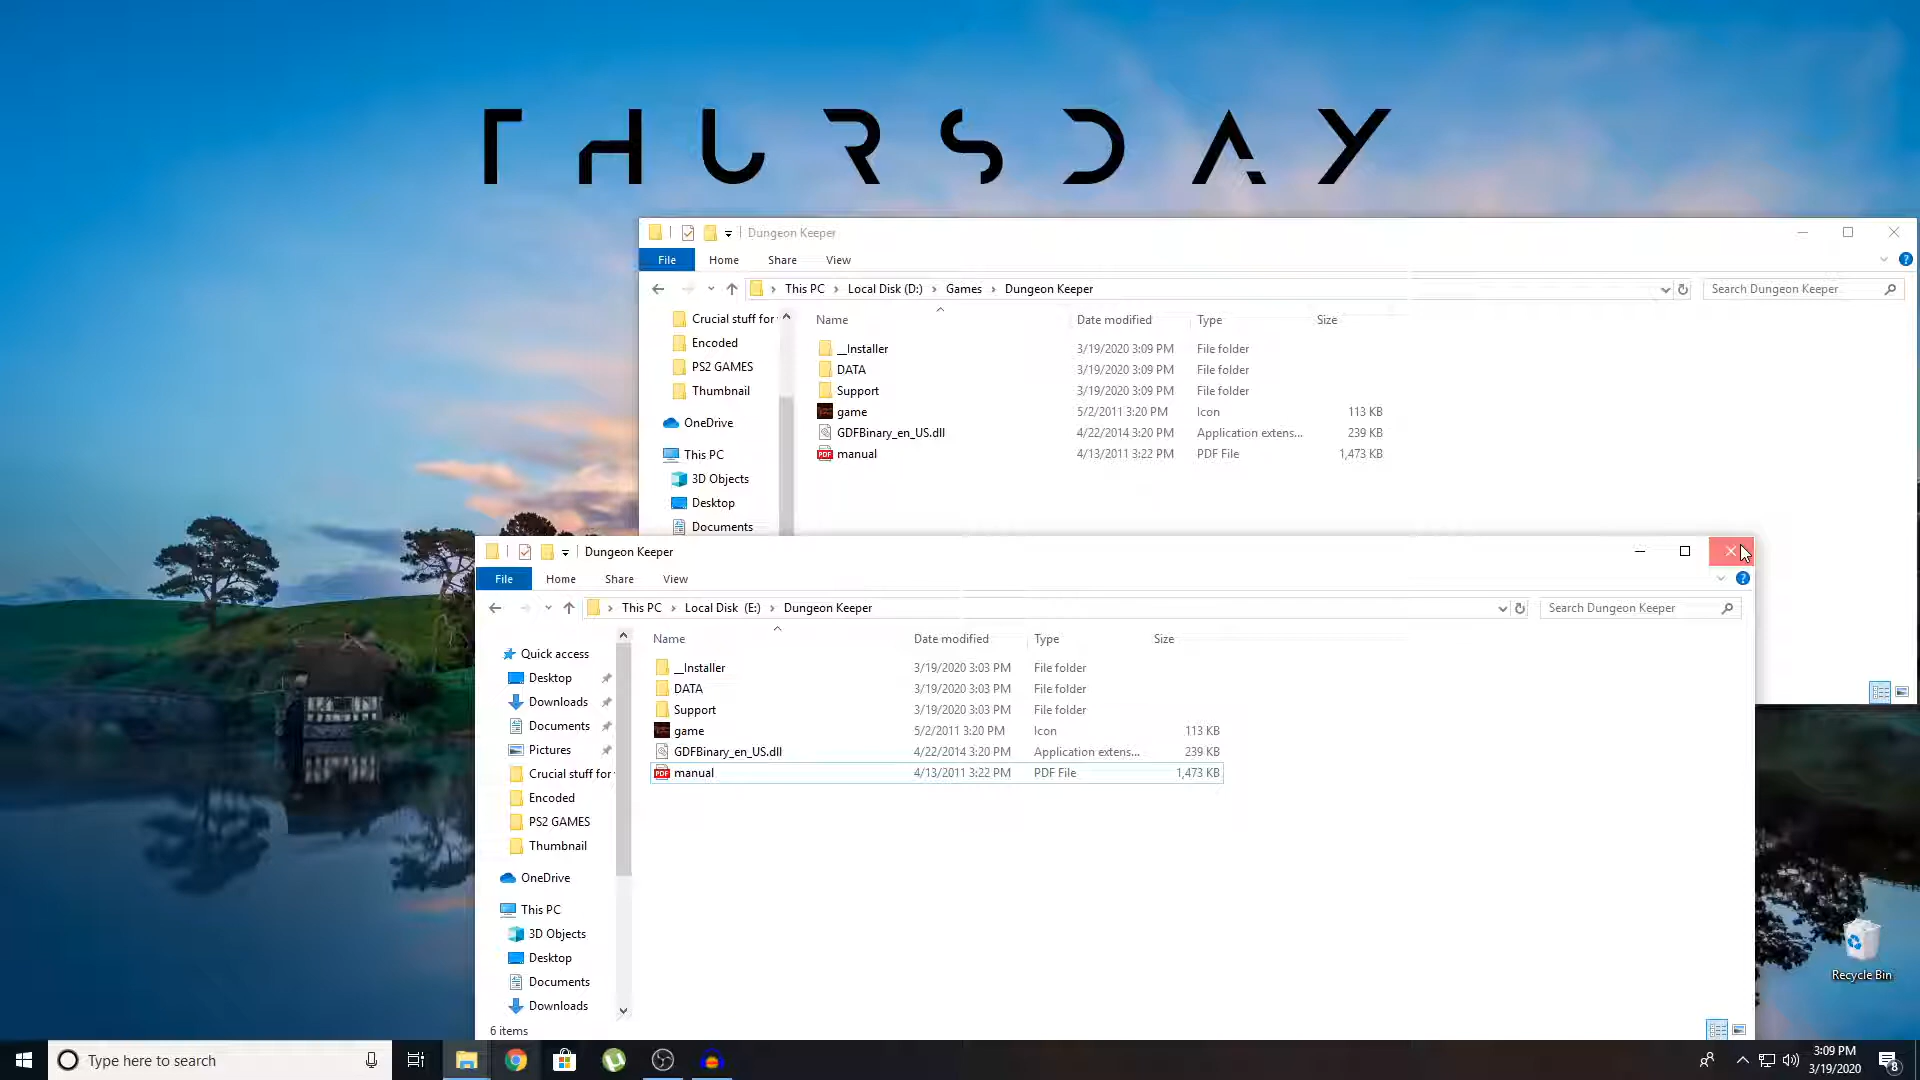 THURSDAY
Dungeon Keeper
File Home Share View
This PC Local Disk (D:) Games Dungeon Keeper
Search Dungeon Keeper
Name Date modified Type Size
Crucial stuff for
Encoded
PS2 GAMES
Thumbnail
OneDrive
This PC
3D Objects
Desktop
Documents
__Installer 3/19/2020 3:09 PM File folder
DATA 3/19/2020 3:09 PM File folder
Support 3/19/2020 3:09 PM File folder
game 5/2/2011 3:20 PM Icon 113 KB
GDFBinary_en_US.dll 4/22/2014 3:20 PM Application extens... 239 KB
manual 4/13/2011 3:22 PM PDF File 1,473 KB
Dungeon Keeper
File Home Share View
This PC Local Disk (E:) Dungeon Keeper
Search Dungeon Keeper
Name Date modified Type Size
Quick access
Desktop
Downloads
Documents
Pictures
Crucial stuff for
Encoded
PS2 GAMES
Thumbnail
OneDrive
This PC
3D Objects
Desktop
Documents
Downloads
__Installer 3/19/2020 3:03 PM File folder
DATA 3/19/2020 3:03 PM File folder
Support 3/19/2020 3:03 PM File folder
game 5/2/2011 3:20 PM Icon 113 KB
GDFBinary_en_US.dll 4/22/2014 3:20 PM Application extens... 239 KB
manual 4/13/2011 3:22 PM PDF File 1,473 KB
6 items
Recycle Bin
Type here to search
3:09 PM
3/19/2020
8